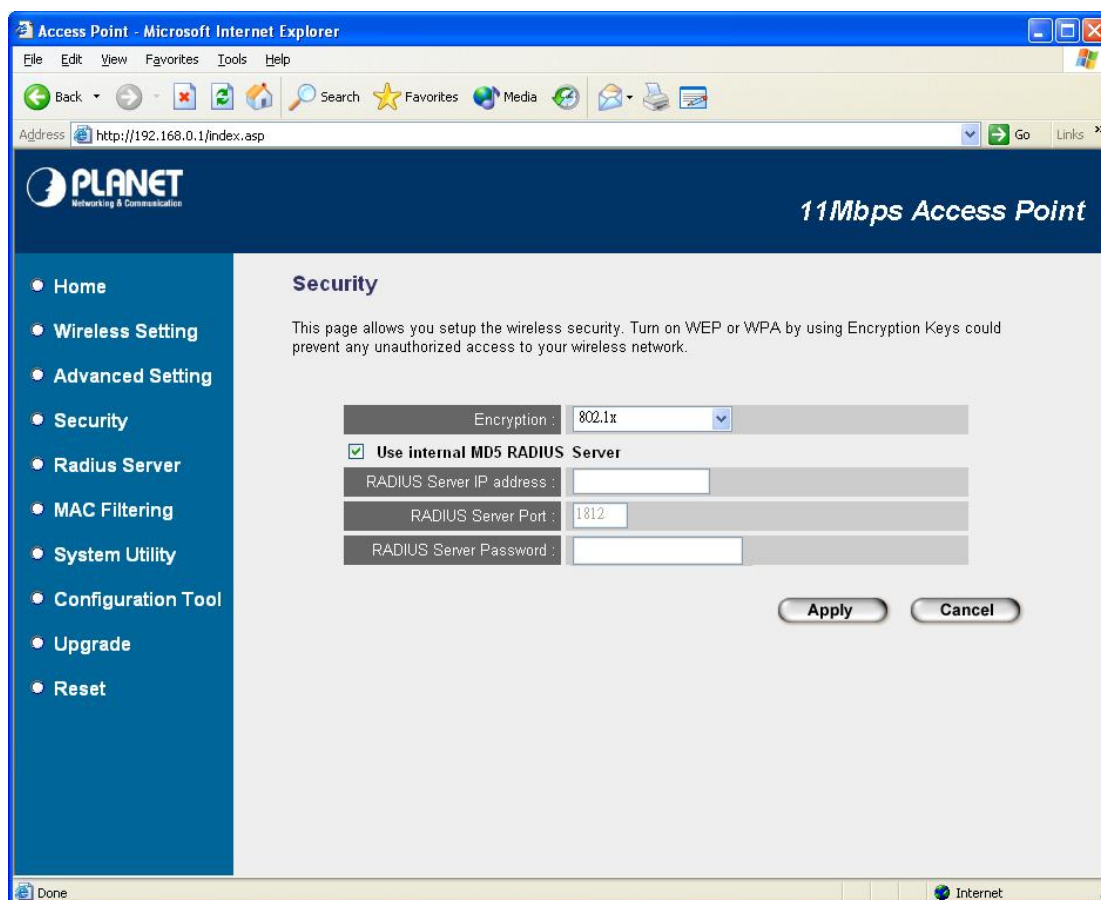 Access Point - Microsoft Internet Explorer
File Edit View Favorites Tools Help
Back Search Favorites Media
Address http://192.168.0.1/index.asp Go Links »
PLANET
Networking & Communication
11Mbps Access Point
Home
Wireless Setting
Advanced Setting
Security
Radius Server
MAC Filtering
System Utility
Configuration Tool
Upgrade
Reset
Security
This page allows you setup the wireless security. Turn on WEP or WPA by using Encryption Keys could
prevent any unauthorized access to your wireless network.
Encryption : 802.1x
Use internal MD5 RADIUS Server
RADIUS Server IP address :
RADIUS Server Port : 1812
RADIUS Server Password :
Apply Cancel
Done Internet